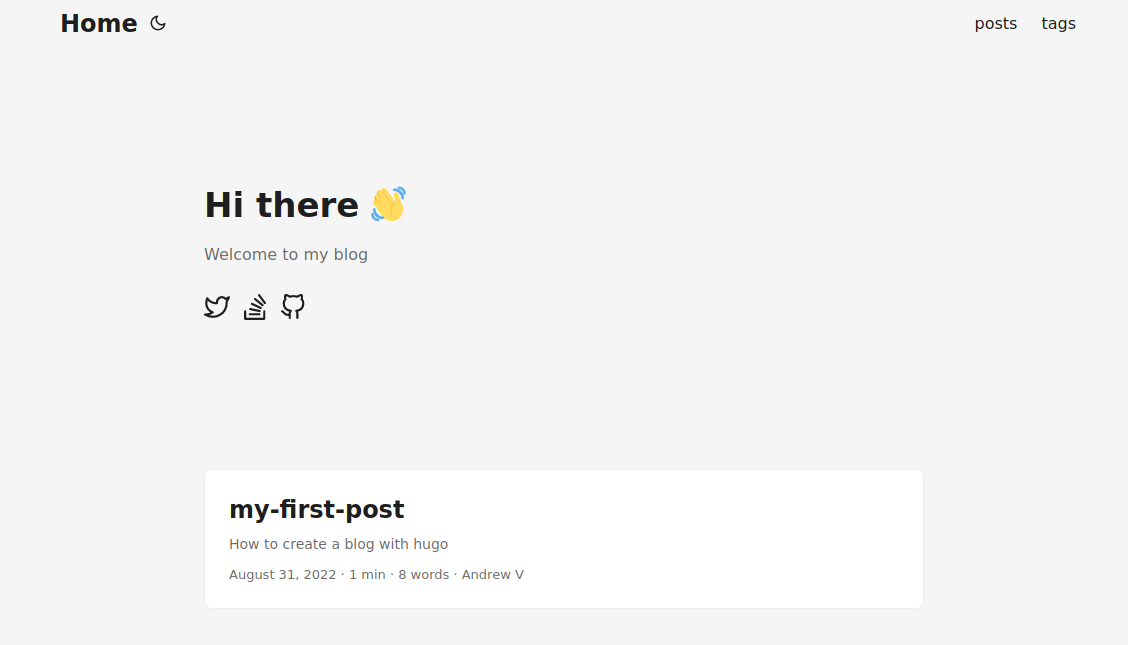 Home
posts
tags
Hi there 👋
Welcome to my blog
my-first-post
How to create a blog with hugo
August 31, 2022 · 1 min · 8 words · Andrew V